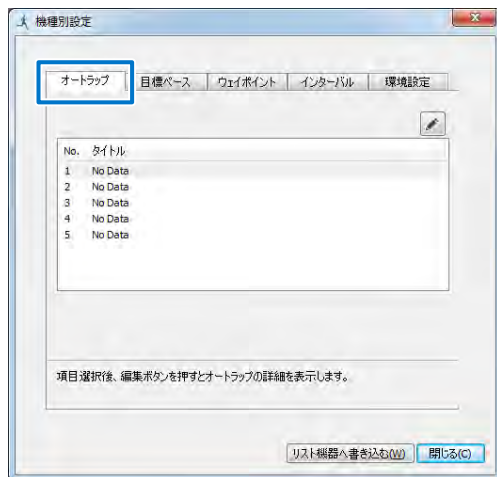 機種別設定
オートラップ 目標ペース ウェイポイント インターバル 環境設定
No. タイトル
1 No Data
2 No Data
3 No Data
4 No Data
5 No Data
項目選択後、編集ボタンを押すとオートラップの詳細を表示します。
リスト機器へ書き込む(W) 閉じる(C)